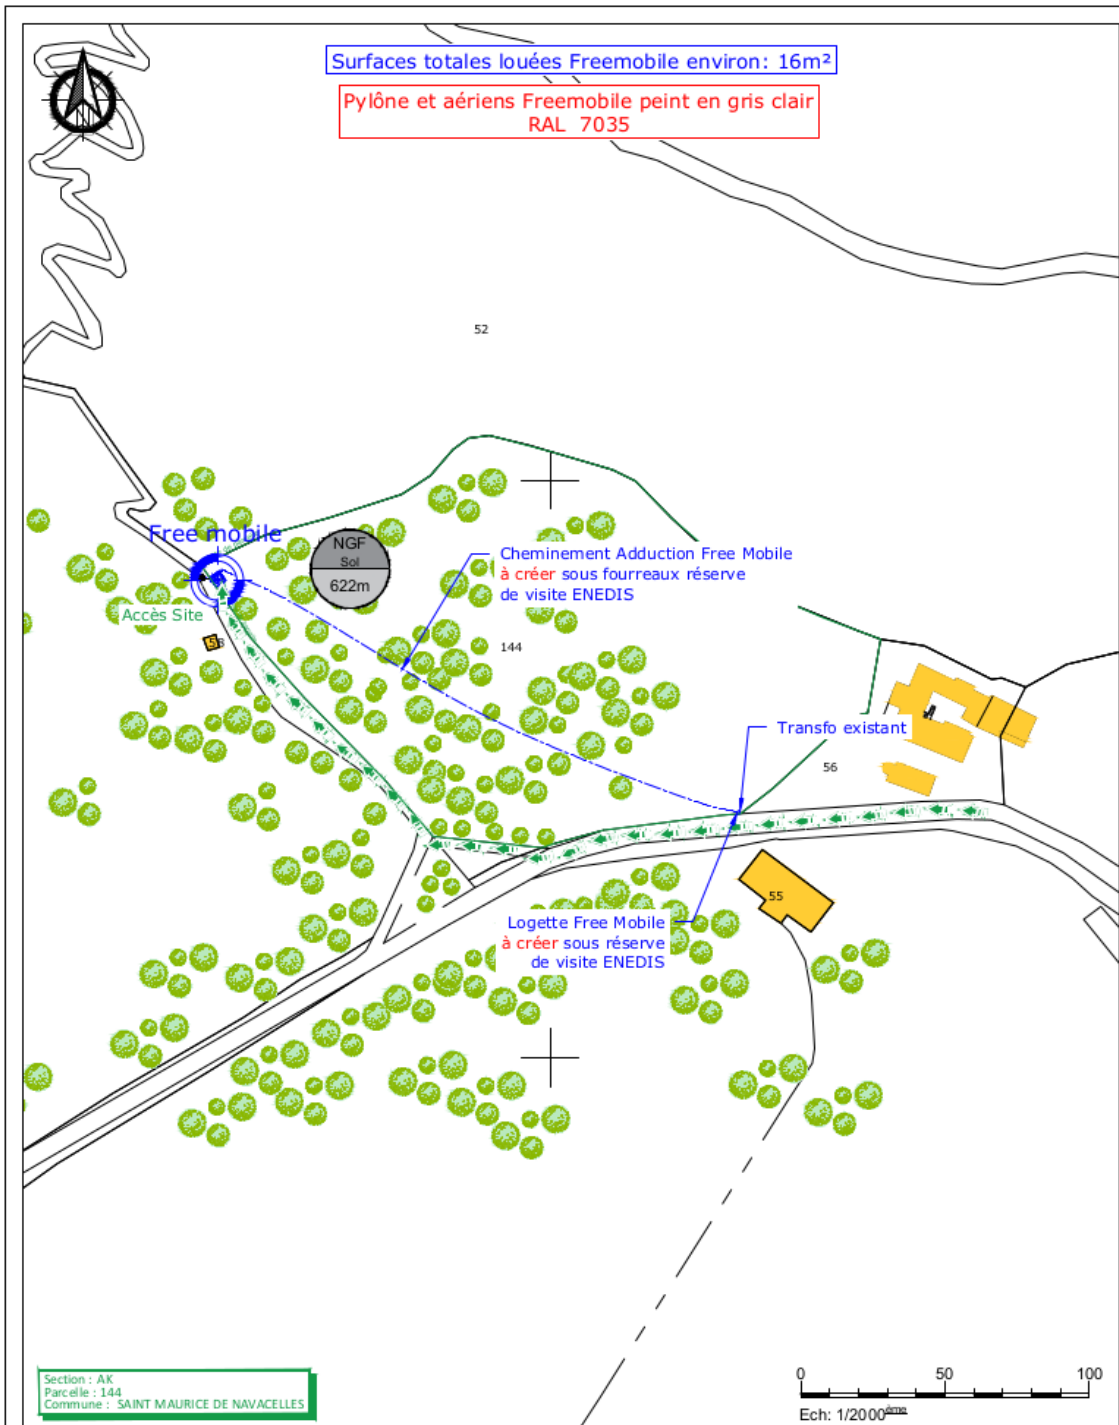 Surfaces totales louées Freemobile environ: 16m²
Pylône et aériens Freemobile peint en gris clair
RAL 7035
52
Free mobile
NGF
Sol
622m
Cheminement Adduction Free Mobile
à créer sous fourreaux réserve
de visite ENEDIS
Accès Site
144
Transfo existant
56
55
Logette Free Mobile
à créer sous réserve
de visite ENEDIS
Section : AK
Parcelle : 144
Commune : SAINT MAURICE DE NAVACELLES
0 50 100
Ech: 1/2000ème